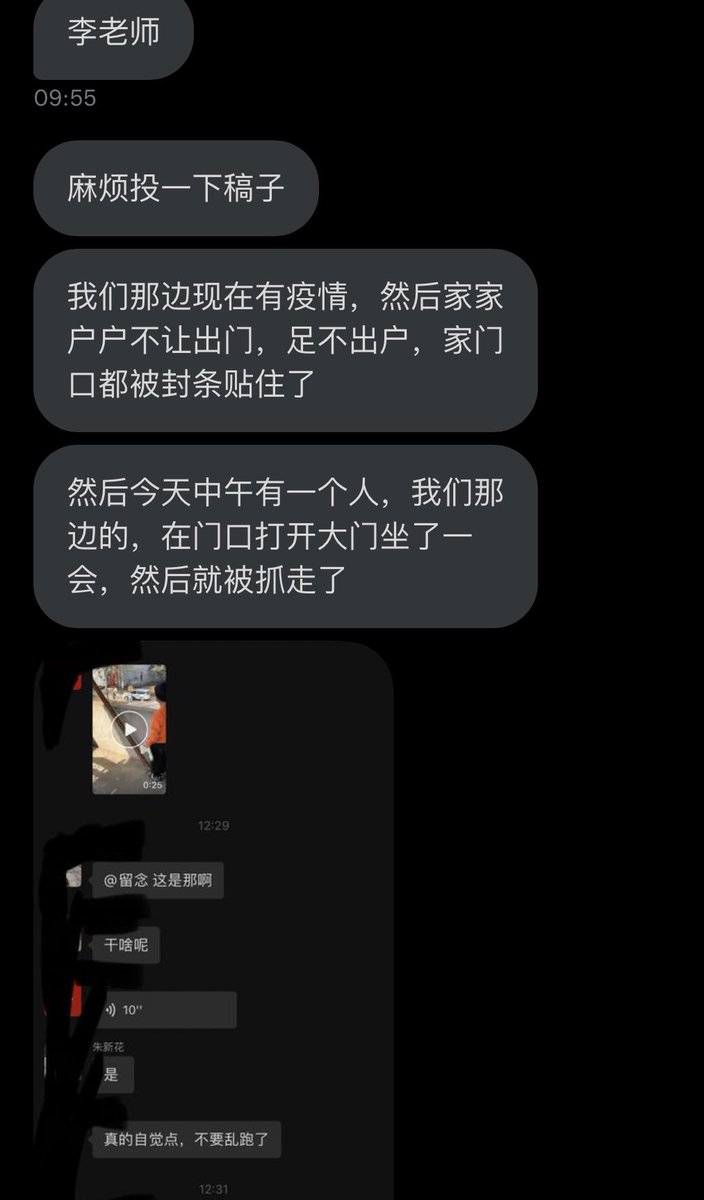 李老师
09:55
麻烦投一下稿子
我们那边现在有疫情，然后家家
户户不让出门，足不出户，家门
口都被封条贴住了
然后今天中午有一个人，我们那
边的，在门口打开大门坐了一
会，然后就被抓走了
0:25
12:29
@留念 这是那啊
干啥呢
10''
朱新花
是
真的自觉点，不要乱跑了
12:31